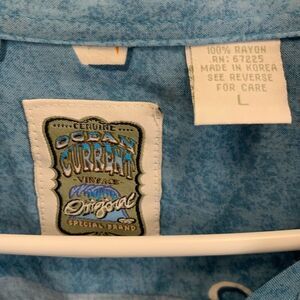 GENUINE
OCEAN
CURRENT
VINTAGE
Original
SPECIAL BRAND
100% RAYON
RN: 67225
MADE IN KOREA
SEE REVERSE
FOR CARE
L